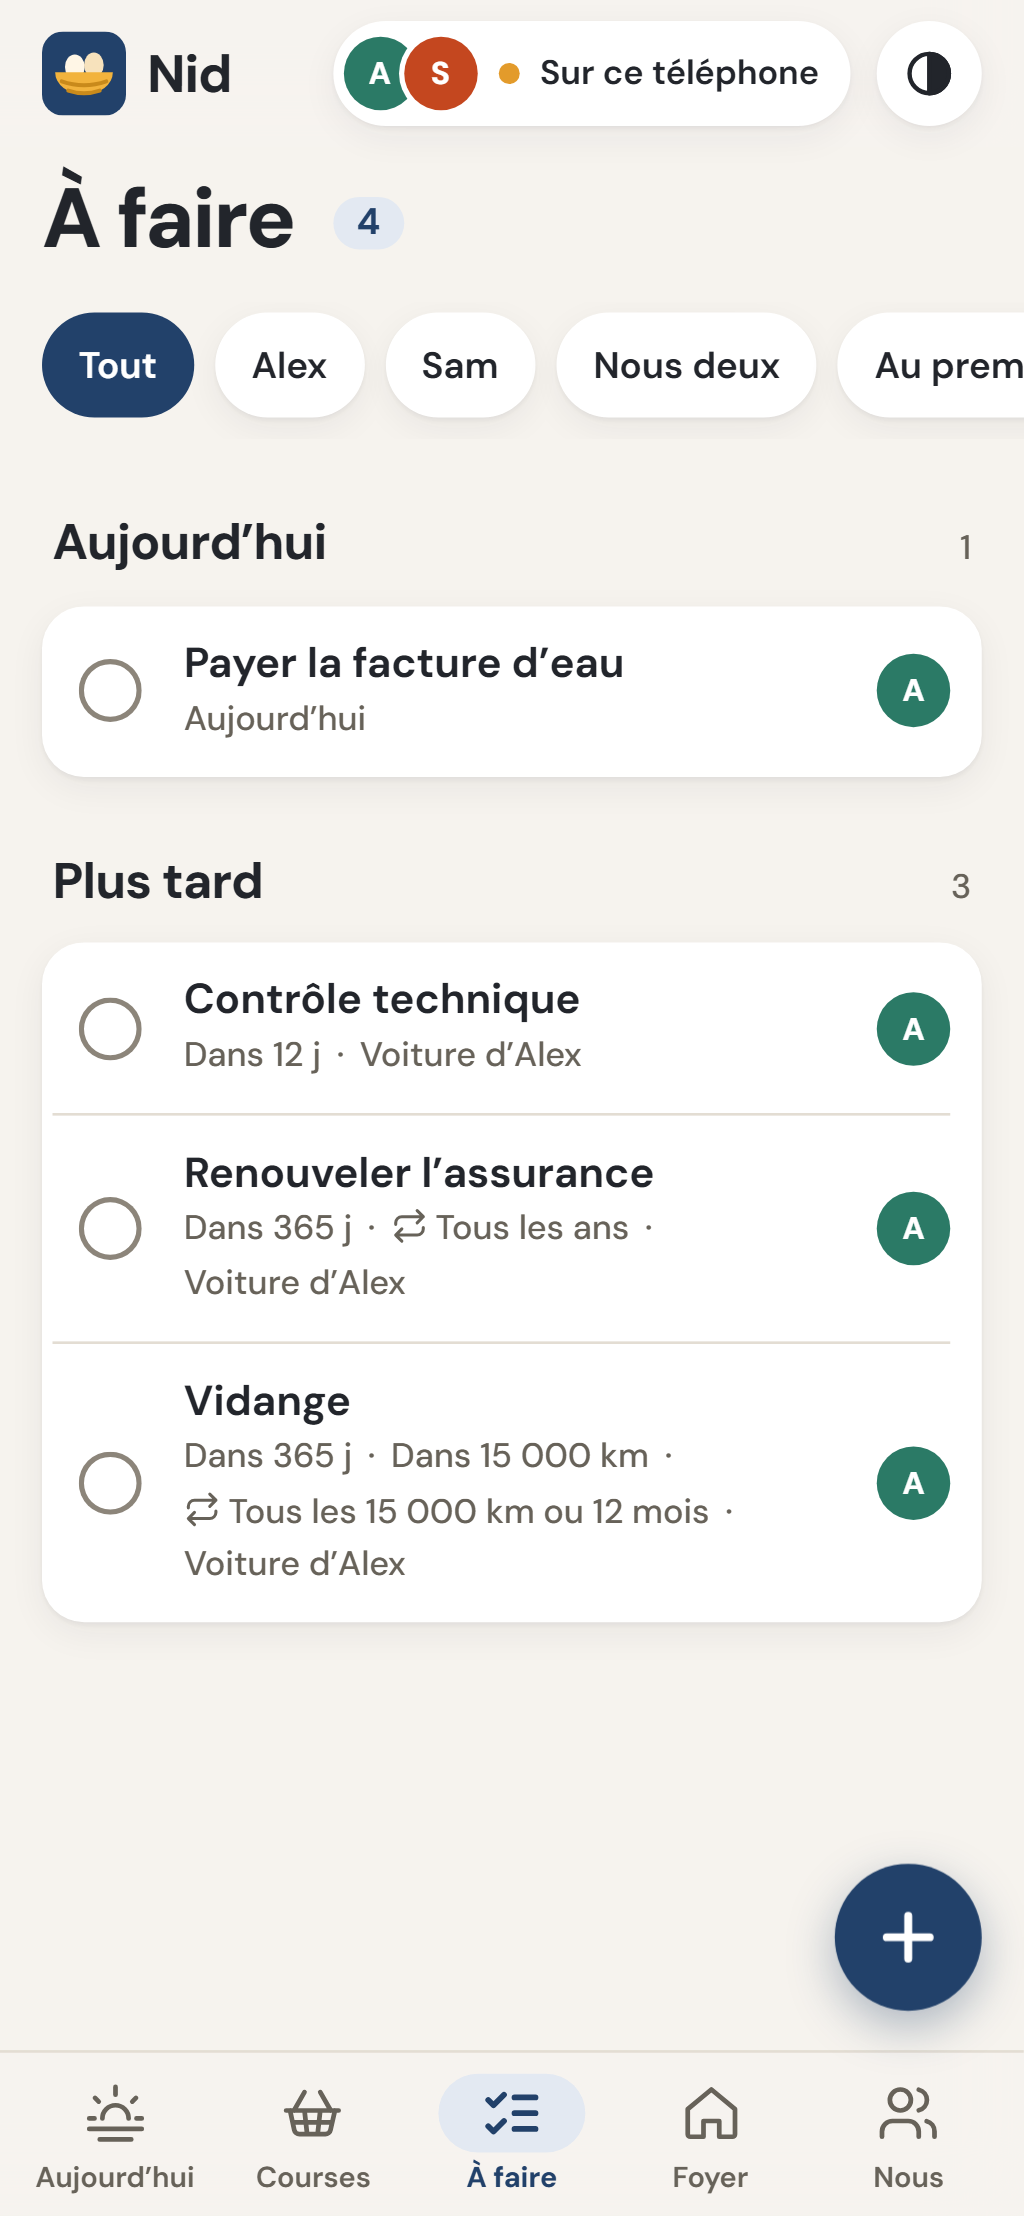 Nid
A S Sur ce téléphone
À faire 4
Tout Alex Sam Nous deux Au prem
Aujourd’hui 1
Payer la facture d’eau
A
Aujourd’hui
Plus tard 3
Contrôle technique
A
Dans 12 j · Voiture d’Alex
Renouveler l’assurance
Dans 365 j · Tous les ans ·
A
Voiture d’Alex
Vidange
Dans 365 j · Dans 15 000 km ·
A
Tous les 15 000 km ou 12 mois ·
Voiture d’Alex
Aujourd’hui Courses À faire Foyer Nous